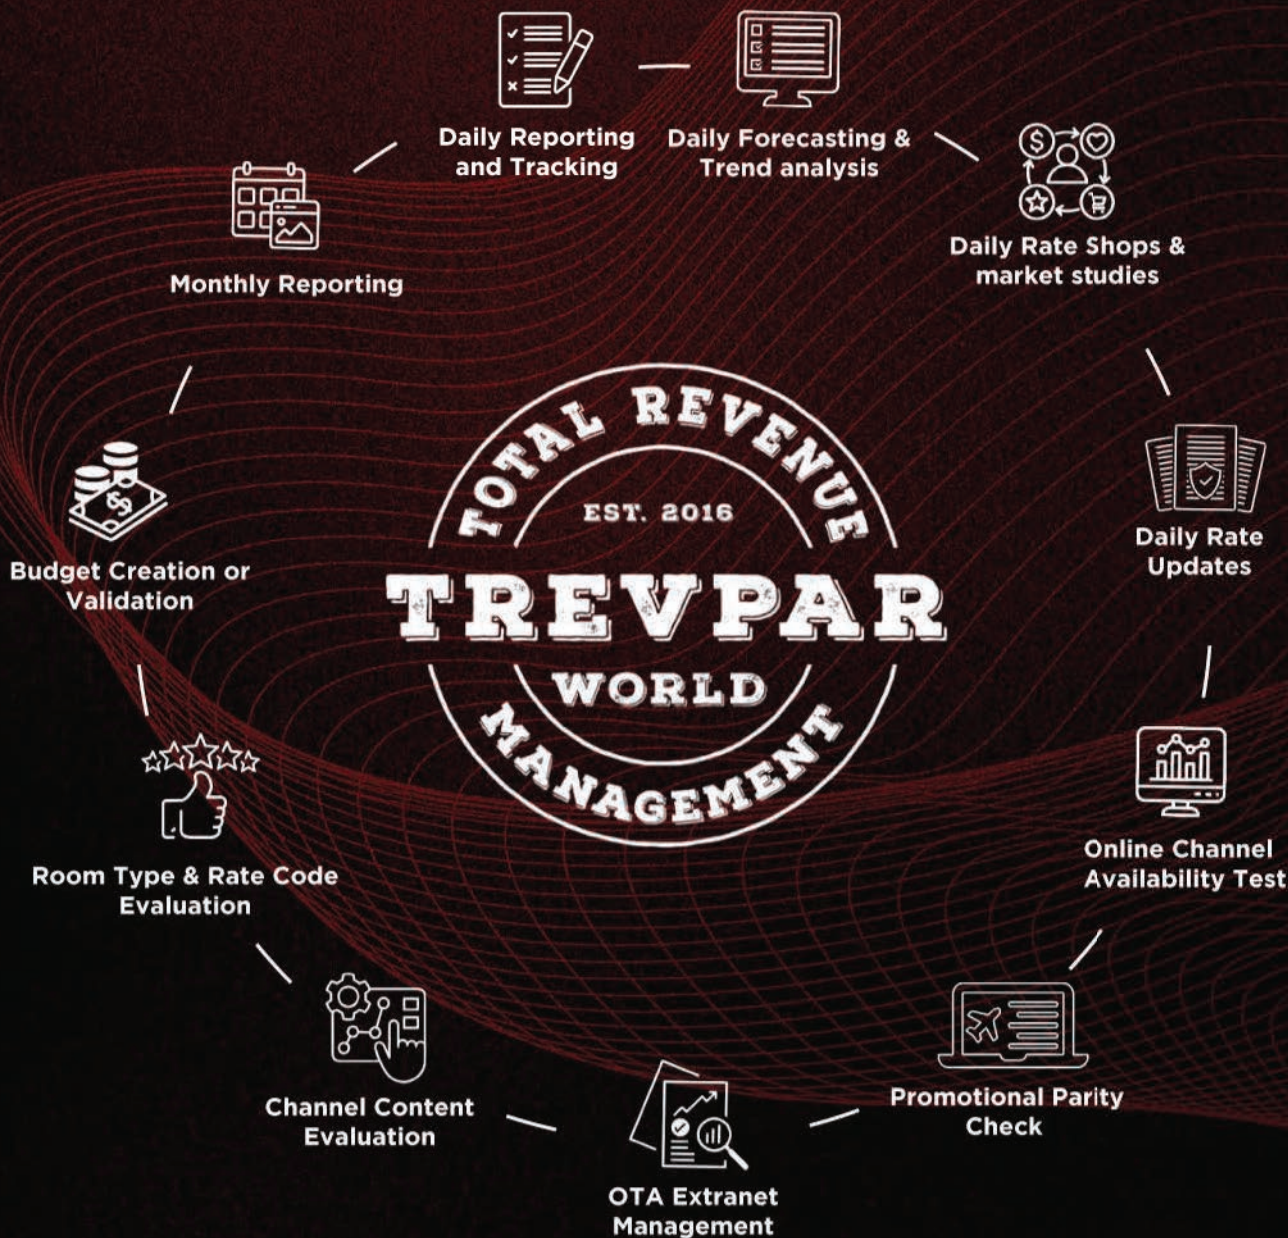 Daily Reporting
and Tracking
Daily Forecasting &
Trend analysis
Daily Rate Shops &
market studies
Monthly Reporting
TOTAL REVENUE
EST. 2016
TREVPAR
WORLD
MANAGEMENT
Daily Rate
Updates
Budget Creation or
Validation
Online Channel
Availability Test
Room Type & Rate Code
Evaluation
Promotional Parity
Check
Channel Content
Evaluation
OTA Extranet
Management